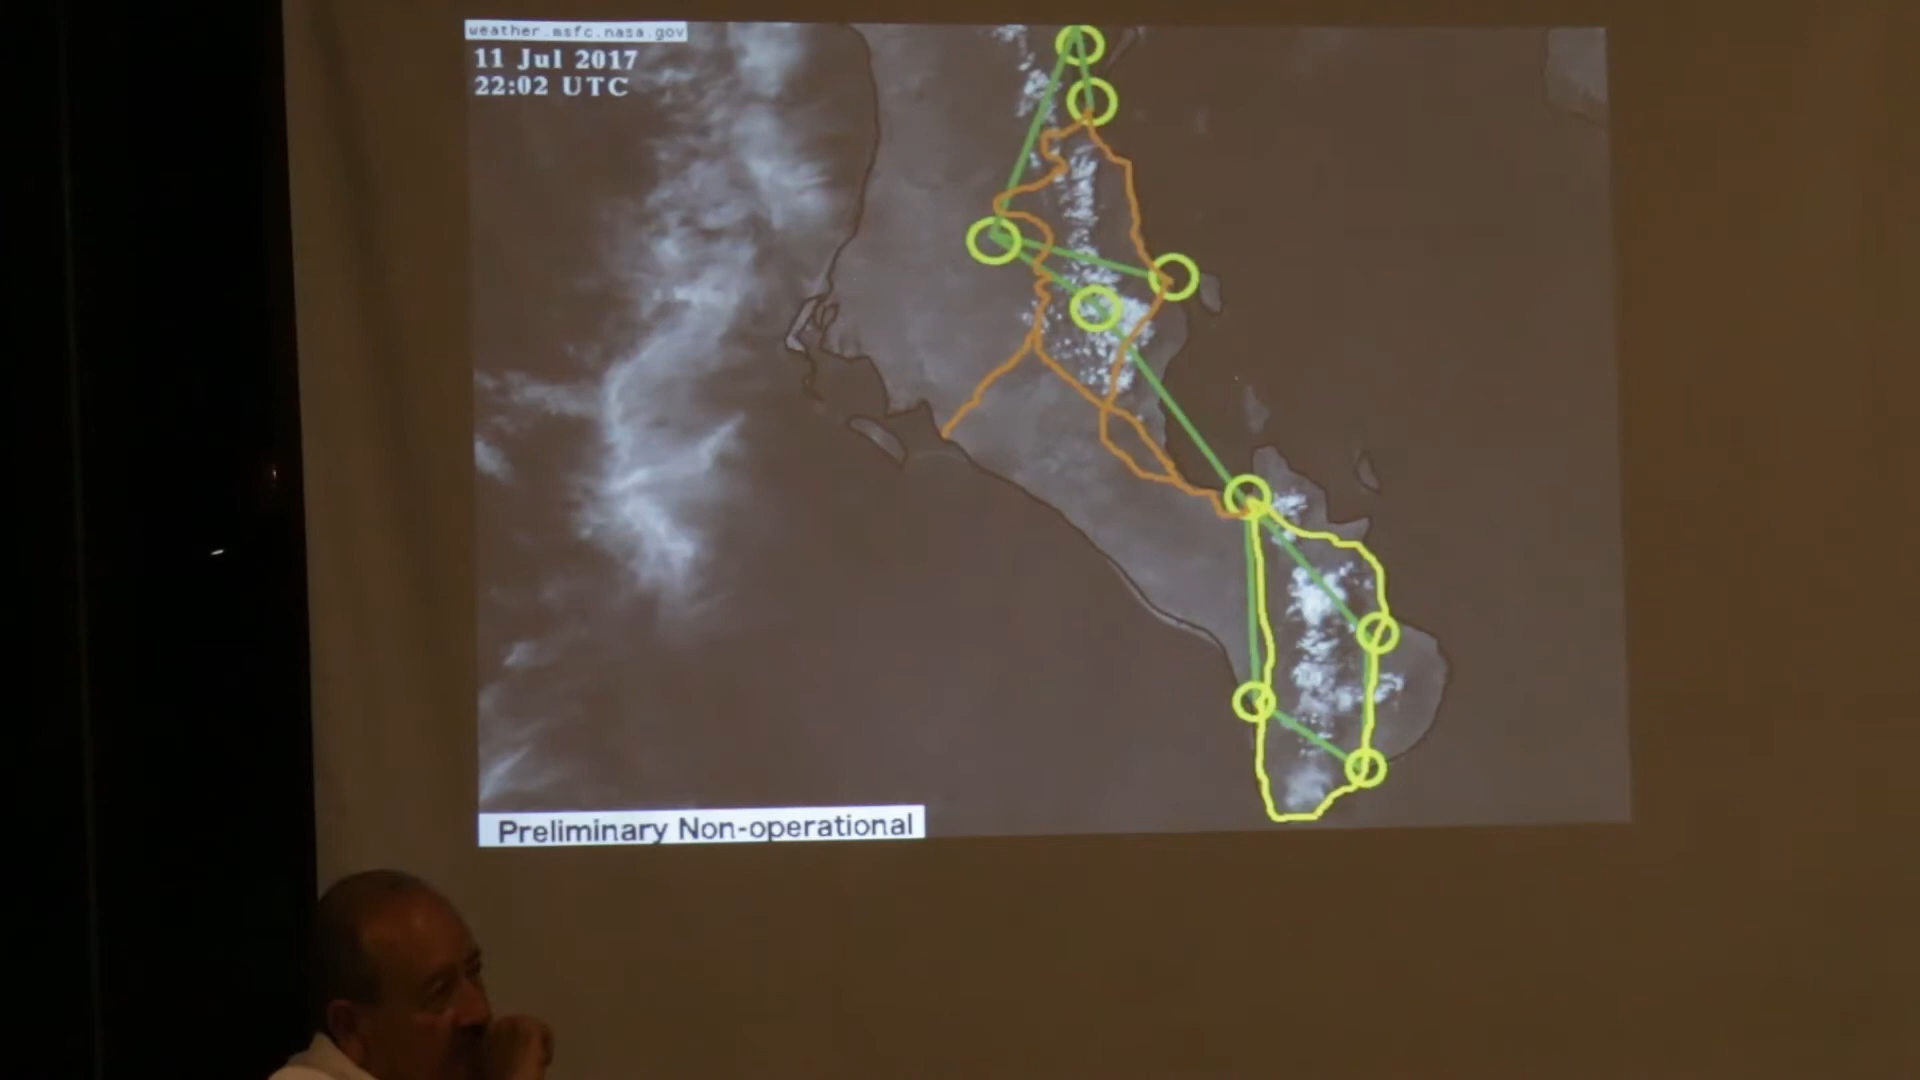 weather.msfc.nasa.gov
11 Jul 2017
22:02 UTC
Preliminary Non-operational